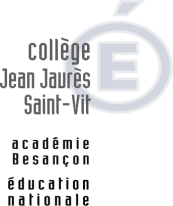 collège
Jean Jaurès
Saint-Vit
E
académie
Besançon
éducation
nationale